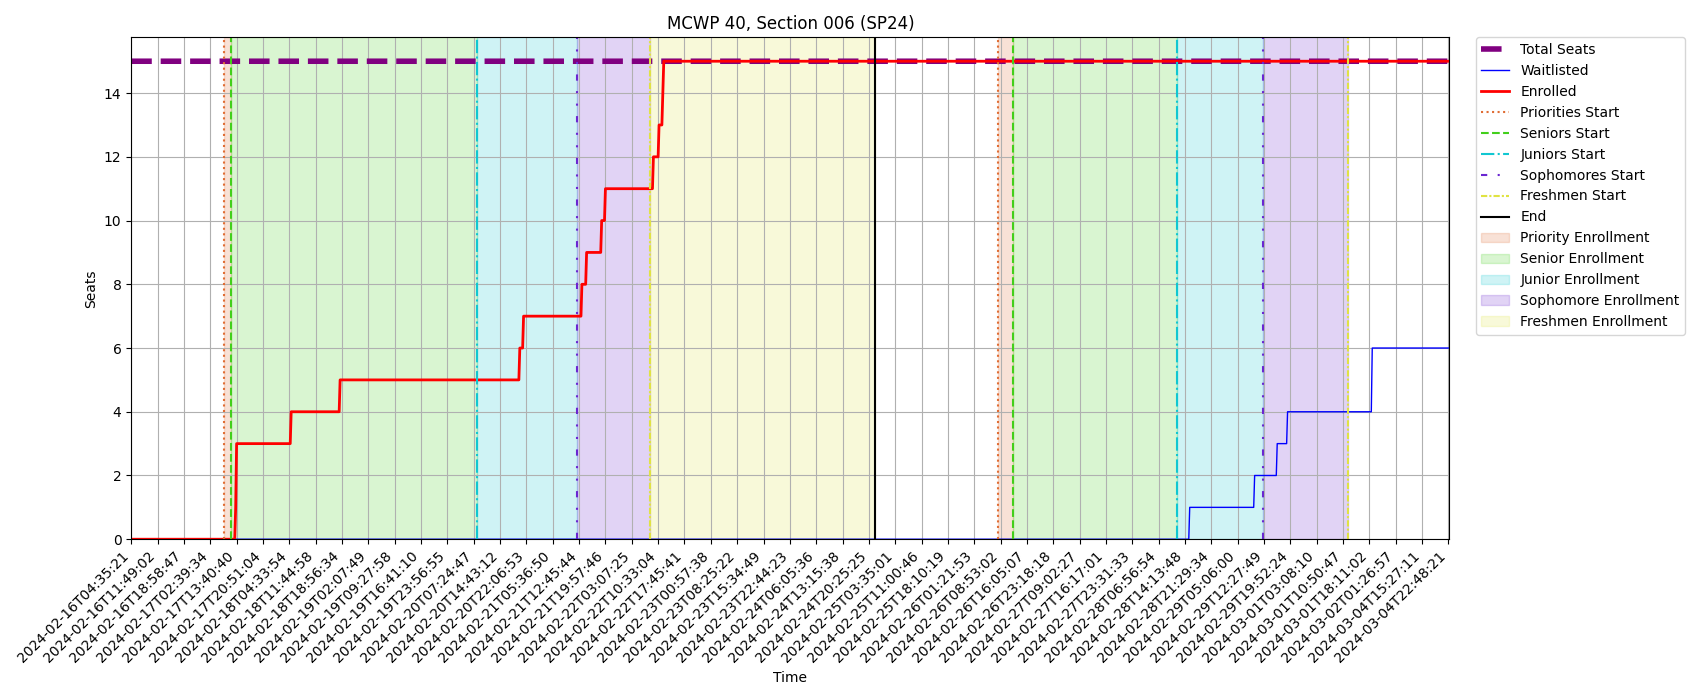 MCWP 40, Section 006 (SP24)
Seats
14
12
10
8
6
4
2
0
2024-02-16T04:35:21
2024-02-16T11:49:02
2024-02-16T18:58:47
2024-02-17T02:39:34
2024-02-17T13:40:40
2024-02-17T20:51:04
2024-02-18T04:33:54
2024-02-18T11:44:58
2024-02-18T18:56:34
2024-02-19T02:07:49
2024-02-19T09:27:58
2024-02-19T16:41:10
2024-02-19T23:56:55
2024-02-20T07:24:47
2024-02-20T14:43:12
2024-02-20T22:06:53
2024-02-21T05:36:50
2024-02-21T12:45:44
2024-02-21T19:57:46
2024-02-22T03:07:25
2024-02-22T10:33:04
2024-02-22T17:45:41
2024-02-23T00:57:38
2024-02-23T08:25:22
2024-02-23T15:34:49
2024-02-23T22:44:23
2024-02-24T06:05:36
2024-02-24T13:15:38
2024-02-24T20:25:25
2024-02-25T03:35:01
2024-02-25T11:00:46
2024-02-25T18:10:19
2024-02-26T01:21:53
2024-02-26T08:53:02
2024-02-26T16:05:07
2024-02-26T23:18:18
2024-02-27T09:02:27
2024-02-27T16:17:01
2024-02-27T23:31:33
2024-02-28T06:56:54
2024-02-28T14:13:48
2024-02-28T21:29:34
2024-02-29T05:06:00
2024-02-29T12:27:49
2024-02-29T19:52:24
2024-03-01T03:08:10
2024-03-01T10:50:47
2024-03-01T18:11:02
2024-03-02T01:26:57
2024-03-04T15:27:11
2024-03-04T22:48:21
Time
Total Seats
Waitlisted
Enrolled
Priorities Start
Seniors Start
Juniors Start
Sophomores Start
Freshmen Start
End
Priority Enrollment
Senior Enrollment
Junior Enrollment
Sophomore Enrollment
Freshmen Enrollment